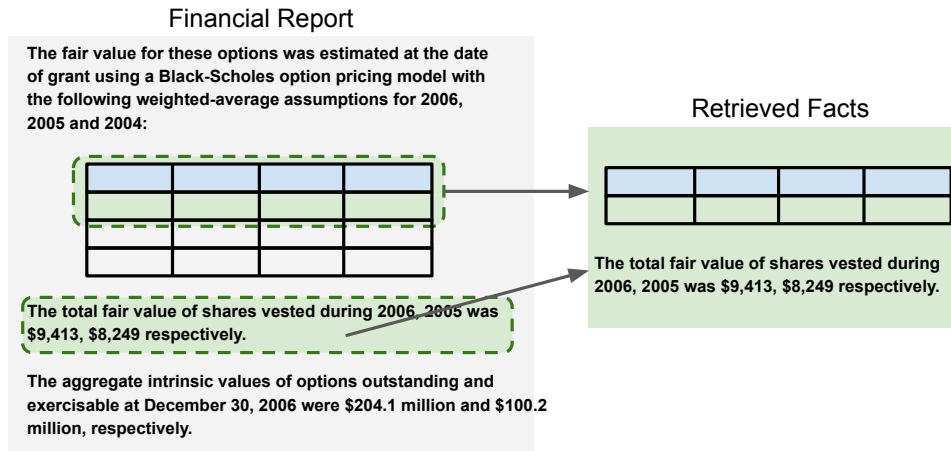 Financial Report
The fair value for these options was estimated at the date
of grant using a Black-Scholes option pricing model with
the following weighted-average assumptions for 2006,
2005 and 2004:
The total fair value of shares vested during 2006, 2005 was
$9,413, $8,249 respectively.
The aggregate intrinsic values of options outstanding and
exercisable at December 30, 2006 were $204.1 million and $100.2
million, respectively.
Retrieved Facts
The total fair value of shares vested during
2006, 2005 was $9,413, $8,249 respectively.